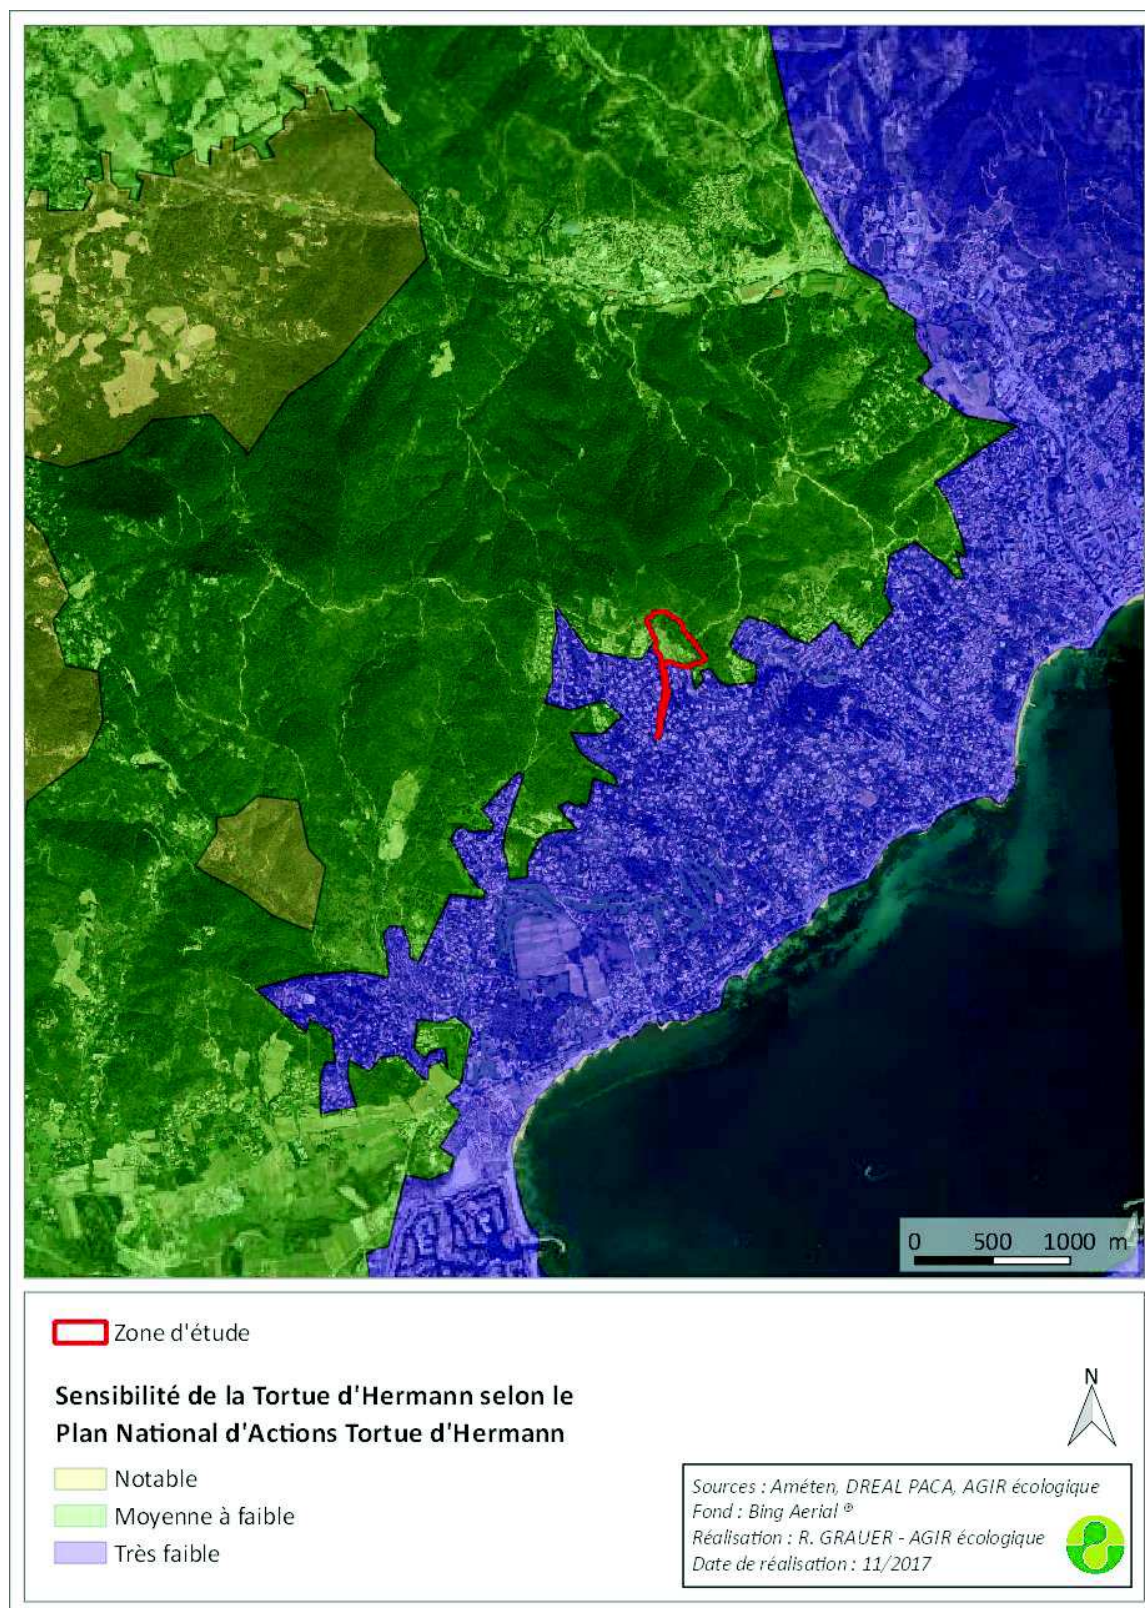 0 500 1000 m
Zone d'étude
Sensibilité de la Tortue d'Hermann selon le
Plan National d'Actions Tortue d'Hermann
Notable
Moyenne à faible
Très faible
N
Sources : Améten, DREAL PACA, AGIR écologique
Fond : Bing Aerial ®
Réalisation : R. GRAUER - AGIR écologique
Date de réalisation : 11/2017